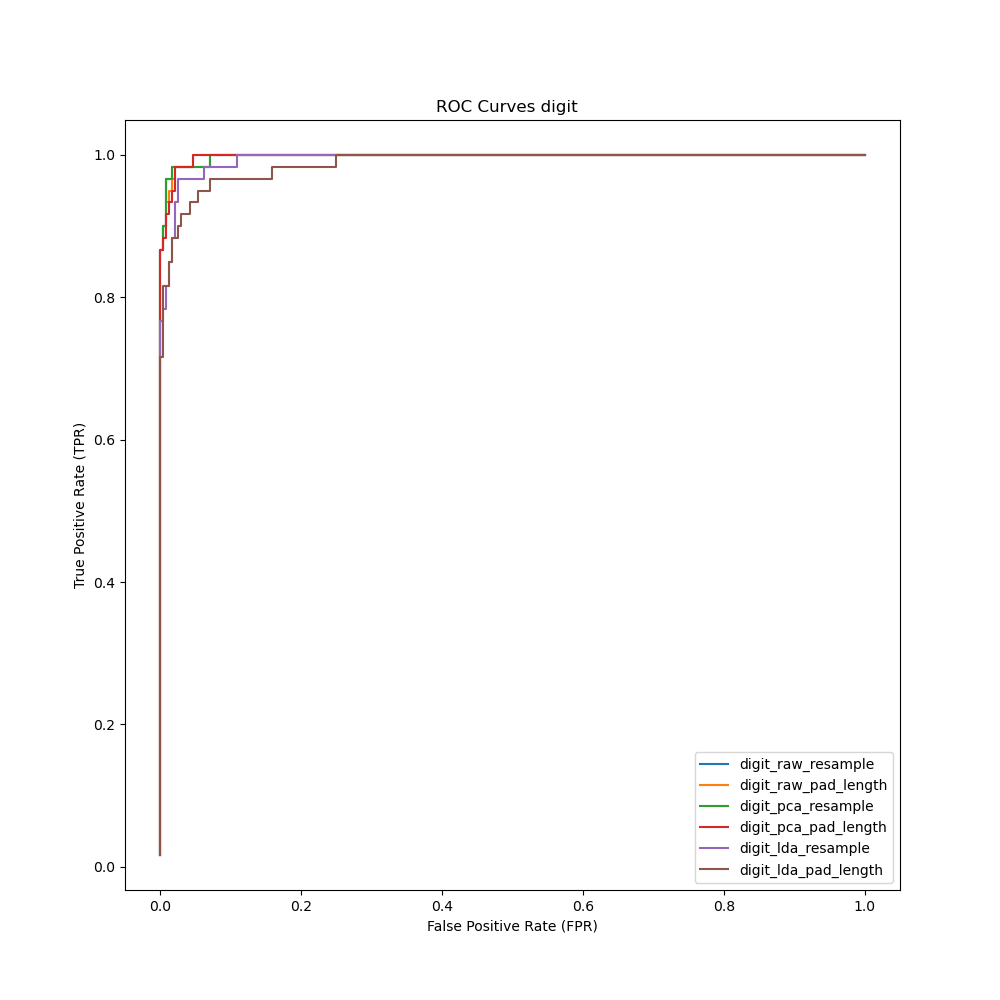 ROC Curves digit
True Positive Rate (TPR)
1.0
0.8
0.6
0.4
0.2
0.0
0.0 0.2 0.4 0.6 0.8 1.0
False Positive Rate (FPR)
digit_raw_resample
digit_raw_pad_length
digit_pca_resample
digit_pca_pad_length
digit_lda_resample
digit_lda_pad_length